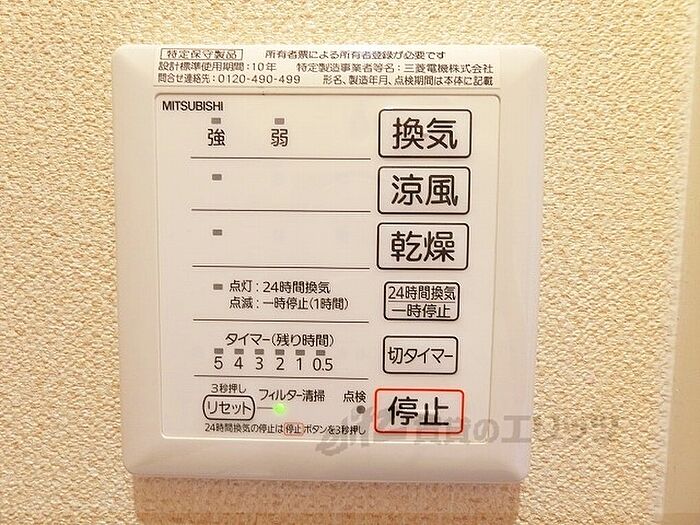 特定保守製品 所有者票による所有者登録が必要です
設計標準使用期間:10年 特定製造事業者等名:三菱電機株式会社
問合せ連絡先:0120-490-499 形名、製造年月、点検期間は本体に記載
MITSUBISHI
強 弱 換気
涼風
乾燥
点灯:24時間換気
点滅:一時停止(1時間)
24時間換気
一時停止
タイマー(残り時間)
5 4 3 2 1 0.5
切タイマー
3秒押し
リセット フィルター清掃 点検 停止
24時間換気の停止は 停止 ボタンを3秒押し
賃貸のエリッツ